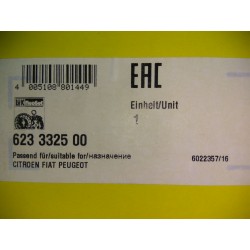 4 005108 801449
EAC
Einheit/Unit
1
623 3325 00
Passend für/suitable for/назначение
CITROEN FIAT PEUGEOT
6022357/16